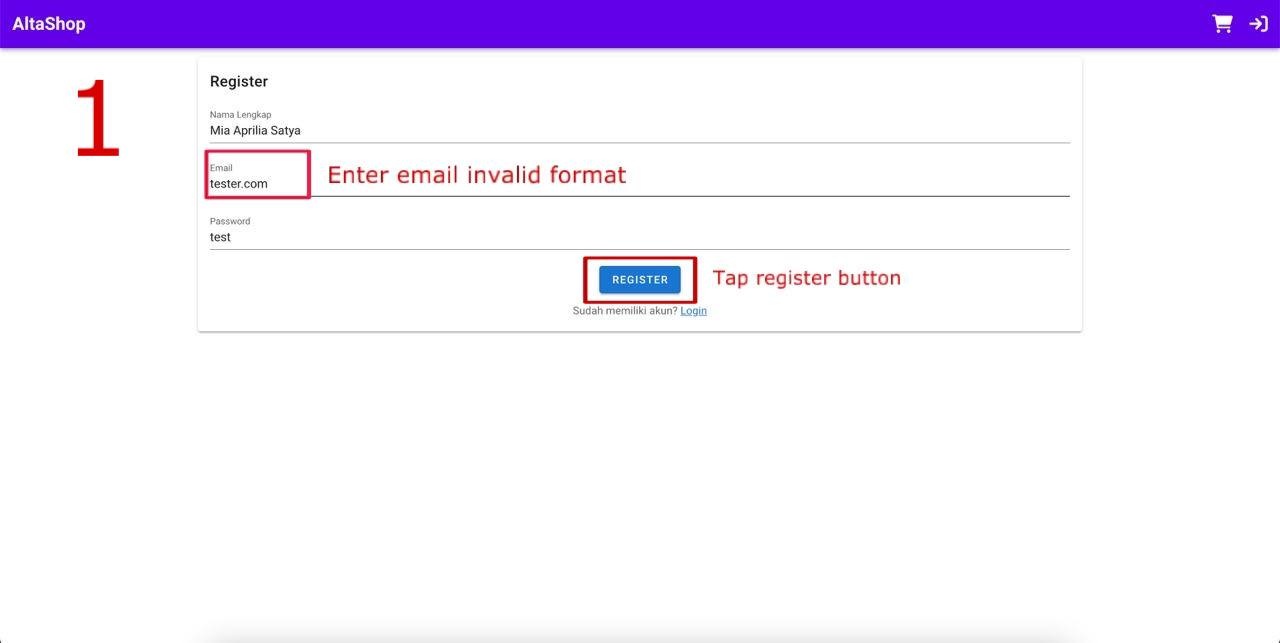 AltaShop
1
Register
Nama Lengkap
Mia Aprilia Satya
Email
tester.com
Enter email invalid format
Password
test
REGISTER
Tap register button
Sudah memiliki akun? Login